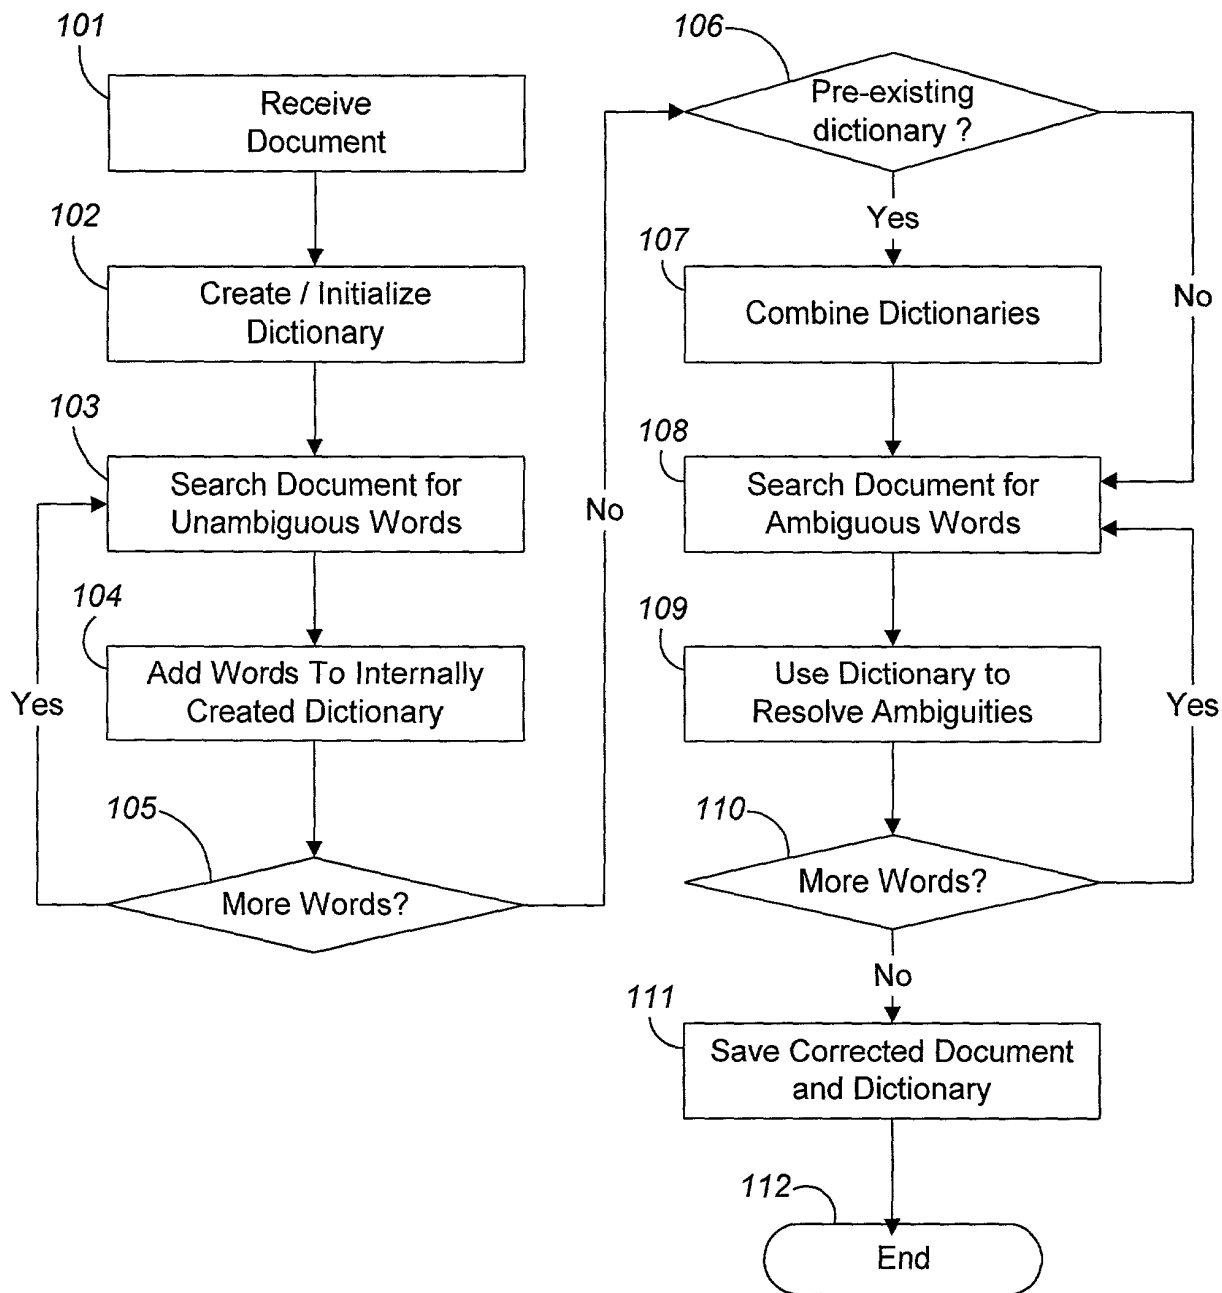 101
Receive
Document
102
Create / Initialize
Dictionary
103
Search Document for
Unambiguous Words
104
Add Words To Internally
Created Dictionary
Yes
105
More Words?
No
106
Pre-existing
dictionary ?
Yes
No
107
Combine Dictionaries
108
Search Document for
Ambiguous Words
109
Use Dictionary to
Resolve Ambiguities
Yes
110
More Words?
No
111
Save Corrected Document
and Dictionary
112
End